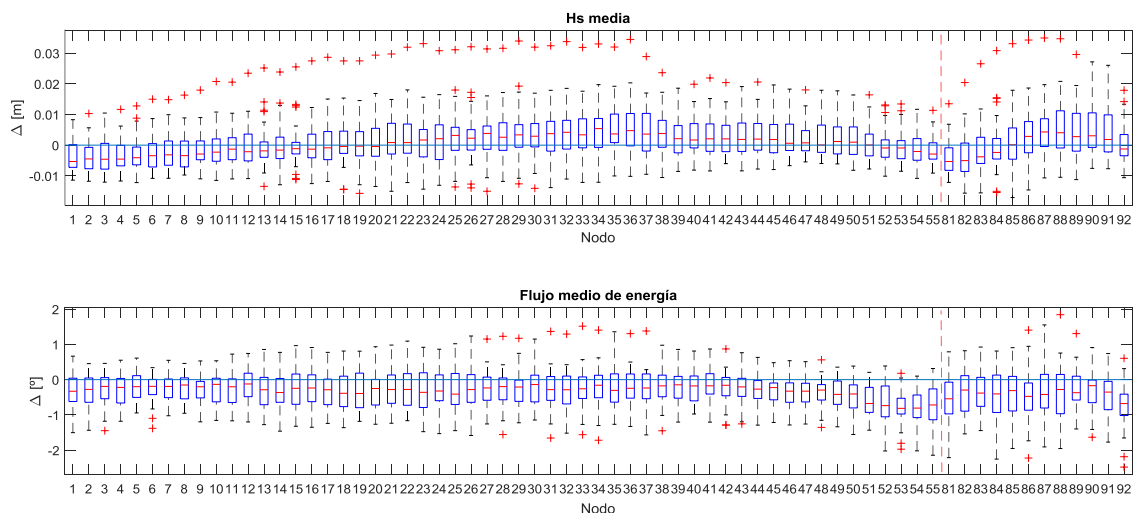 Hs media
0.03
0.02
0.01
0
-0.01
Δ [m]
1 2 3 4 5 6 7 8 9 10 11 12 13 14 15 16 17 18 19 20 21 22 23 24 25 26 27 28 29 30 31 32 33 34 35 36 37 38 39 40 41 42 43 44 45 46 47 48 49 50 51 52 53 54 55 81 82 83 84 85 86 87 88 89 90 91 92
Nodo
Flujo medio de energía
2
1
0
-1
-2
Δ [º]
1 2 3 4 5 6 7 8 9 10 11 12 13 14 15 16 17 18 19 20 21 22 23 24 25 26 27 28 29 30 31 32 33 34 35 36 37 38 39 40 41 42 43 44 45 46 47 48 49 50 51 52 53 54 55 81 82 83 84 85 86 87 88 89 90 91 92
Nodo